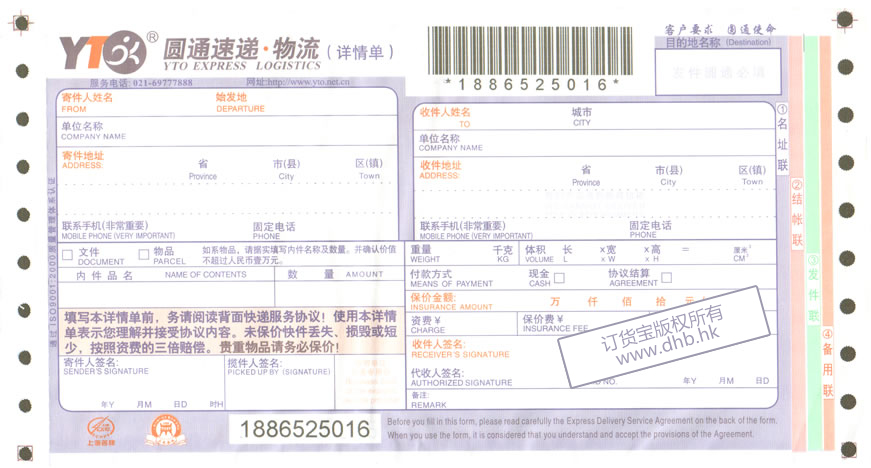 YTO ® 圆通速递·物流(详情单)
YTO EXPRESS LOGISTICS
服务电话: 021-69777888 网址:http://www.yto.net.cn
*1886525016*
客户要求 圆通使命
目的地名称 (Destination)
发件圆通必填
寄件人姓名 始发地
FROM DEPARTURE
单位名称
COMPANY NAME
寄件地址 省 市(县) 区(镇)
ADDRESS: Province City Town
联系手机(非常重要) 固定电话
MOBILE PHONE (VERY IMPORTANT) PHONE
收件人姓名 城市
TO CITY
单位名称
COMPANY NAME
收件地址 省 市(县) 区(镇)
ADDRESS: Province City Town
联系手机(非常重要) 固定电话
MOBILE PHONE (VERY IMPORTANT) PHONE
文件 物品 如系物品,请据实填写内件名称及数量。并确认价值
DOCUMENT PARCEL 不超过人民币壹万元。
内 件 品 名 NAME OF CONTENTS 数 量 AMOUNT
填写本详情单前,务请阅读背面快递服务协议!使用本详情
单表示您理解并接受协议内容。未保价快件丢失、损毁或短
少,按照资费的三倍赔偿。贵重物品请务必保价!
寄件人签名: 揽件人签名:
SENDER'S SIGNATURE PICKED UP BY (SIGNATURE)
年Y 月M 日D 时H 年Y 月M 日D
重量 千克 体积 长 x宽 x高 = 厘米³
WEIGHT KG VOLUME L x W x H CM³
付款方式 现金 协议结算
MEANS OF PAYMENT CASH AGREEMENT
保价金额: 万 仟 佰 拾 元
INSURANCE AMOUNT
资费 ¥ 保价费 ¥
CHARGE INSURANCE FEE
收件人签名:
RECEIVER'S SIGNATURE
代收人签名:
AUTHORIZED SIGNATURE NO. 年Y 月M 日D
备注:
REMARK
订货宝版权所有
www.dhb.hk
通过 ISO9001:2000质量管理体系认证
①名址联
②结帐联
③发件联
④备用联
上海名牌
1886525016
Before you fill in this form, please read carefully the Express Delivery Service Agreement on the back of the form.
When you use the form, it is considered that you understand and accept the provisions of the Agreement.